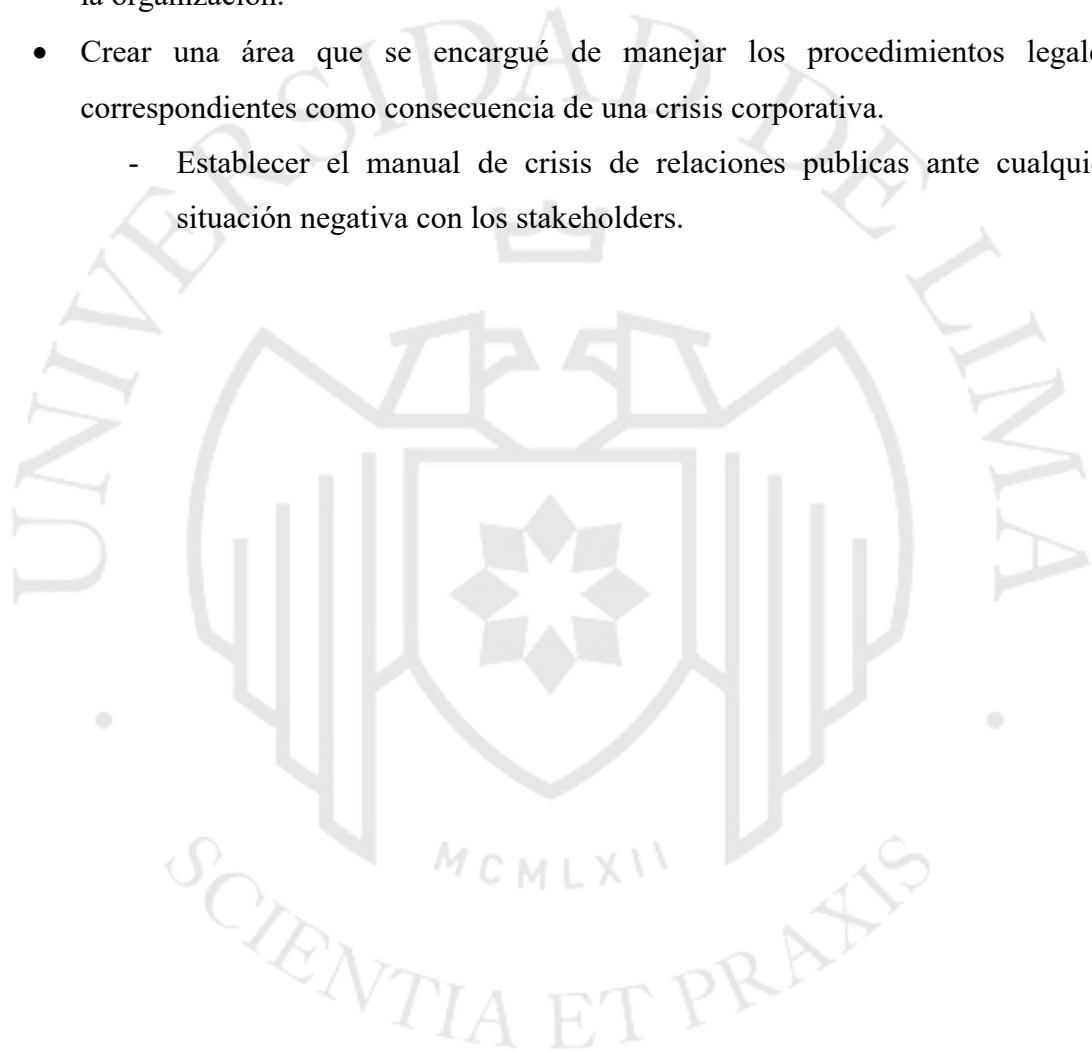 la organización.
• Crear una área que se encargué de manejar los procedimientos
correspondientes como consecuencia de una crisis corporativa.
- Establecer el manual de crisis de relaciones publicas ante
situación negativa con los stakeholders.
UNIVERSIDAD DE LIMA
MCMLXII
SCIENTIA ET PRAXIS